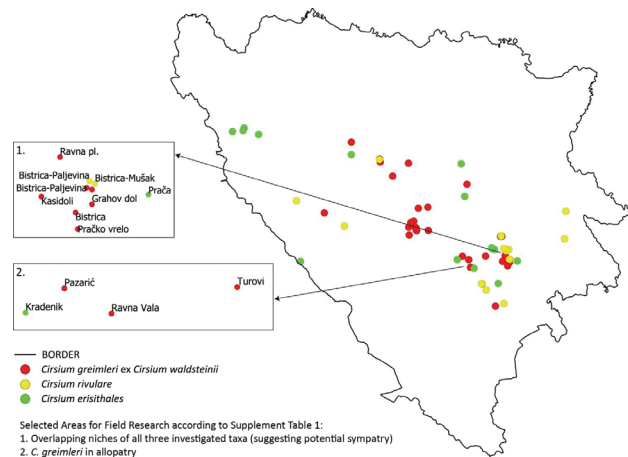 1.
Ravna pl.
Bistrica-Paljevina
Bistrica-Mušak
Bistrica-Paljevina
Prača
Kasidoli
Grahov dol
Bistrica
Pračko vrelo
2.
Pazarić
Turovi
Kradenik
Ravna Vala
BORDER
Cirsium greimleri ex Cirsium waldsteinii
Cirsium rivulare
Cirsium erisithales
Selected Areas for Field Research according to Supplement Table 1:
1. Overlapping niches of all three investigated taxa (suggesting potential sympatry)
2. C. greimleri in allopatry